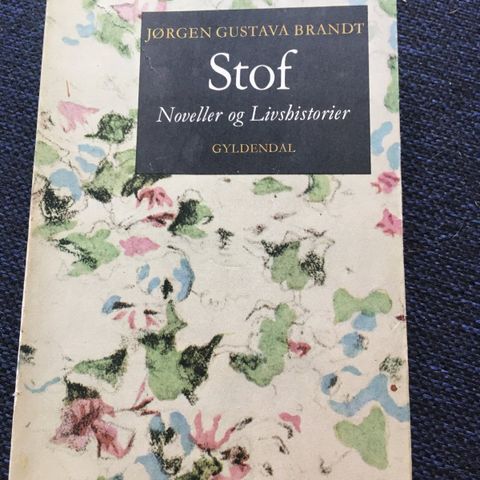 JØRGEN GUSTAVA BRANDT
Stof
Noveller og Livshistorier
GYLDENDAL